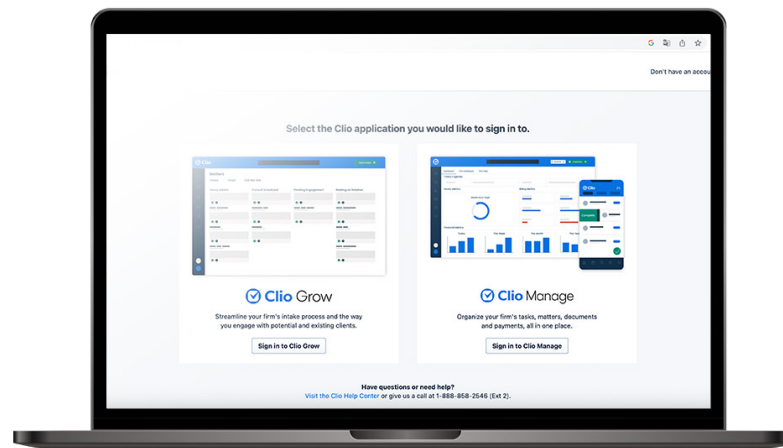 Don't have an accou
Select the Clio application you would like to sign in to.
Clio
Matters
Clio
Complete
Clio Grow
Streamline your firm's intake process and the way
you engage with potential and existing clients.
Sign in to Clio Grow
Clio Manage
Organize your firm's tasks, matters, documents
and payments, all in one place.
Sign in to Clio Manage
Have questions or need help?
Visit the Clio Help Center or give us a call at 1-888-858-2546 (Ext 2).